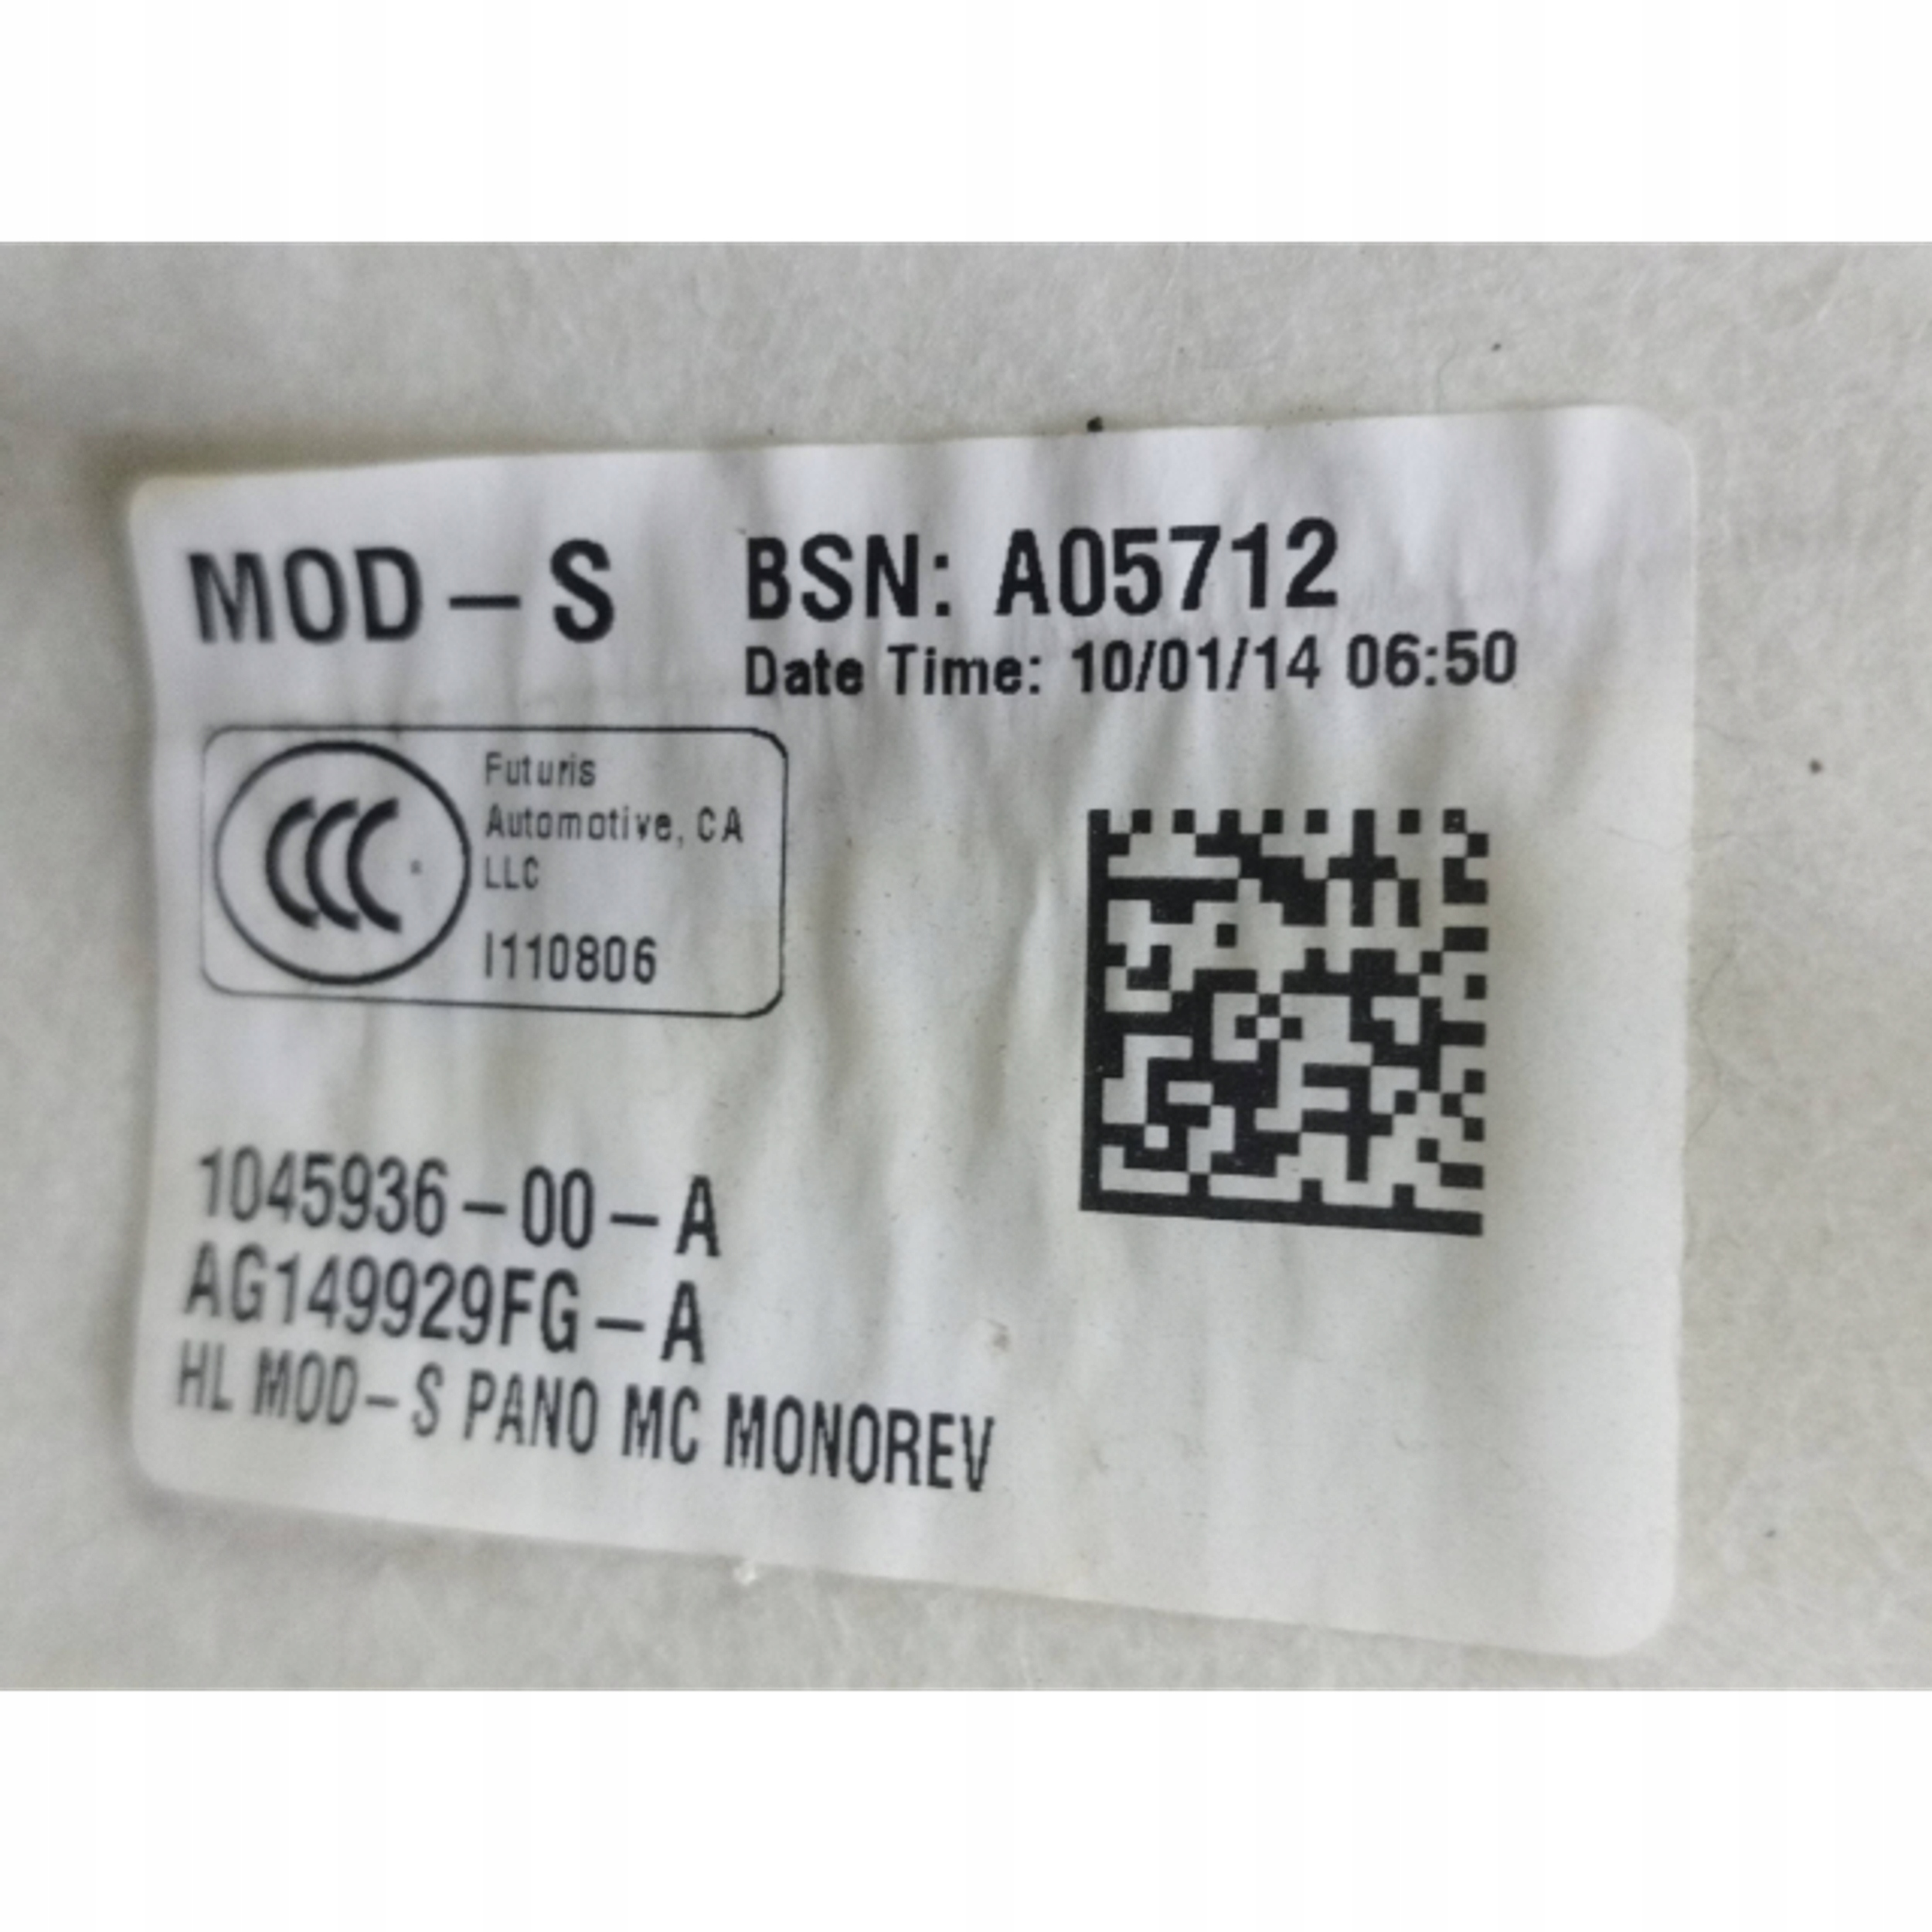 MOD-S BSN: A05712
Date Time: 10/01/14 06:50
CCC
Futuris
Automotive, CA
LLC
I110806
1045936-00-A
AG149929FG-A
HL MOD-S PANO MC MONOREV